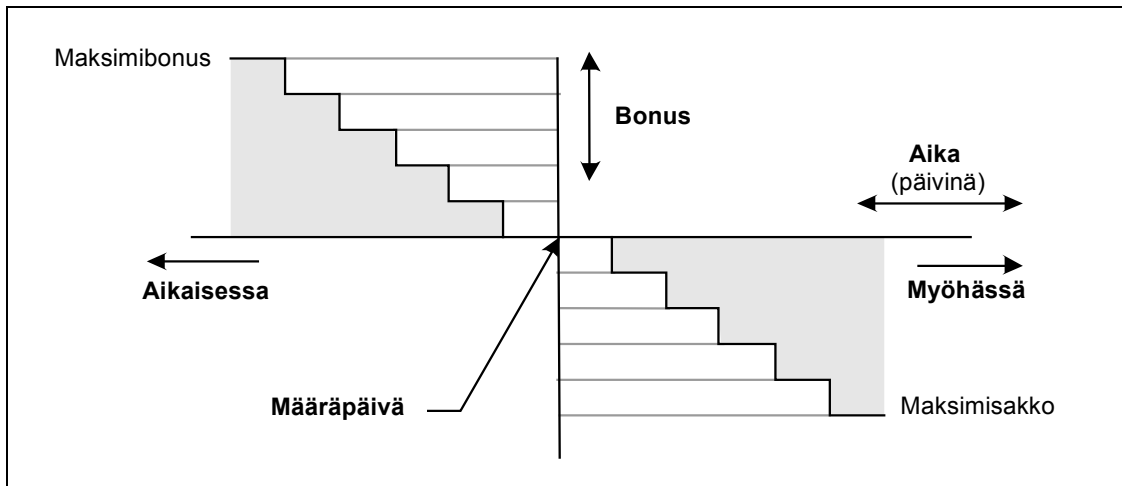 Maksimibonus
Bonus
Aika
(päivinä)
Aikaisessa
Myöhässä
Määräpäivä
Maksimisakko